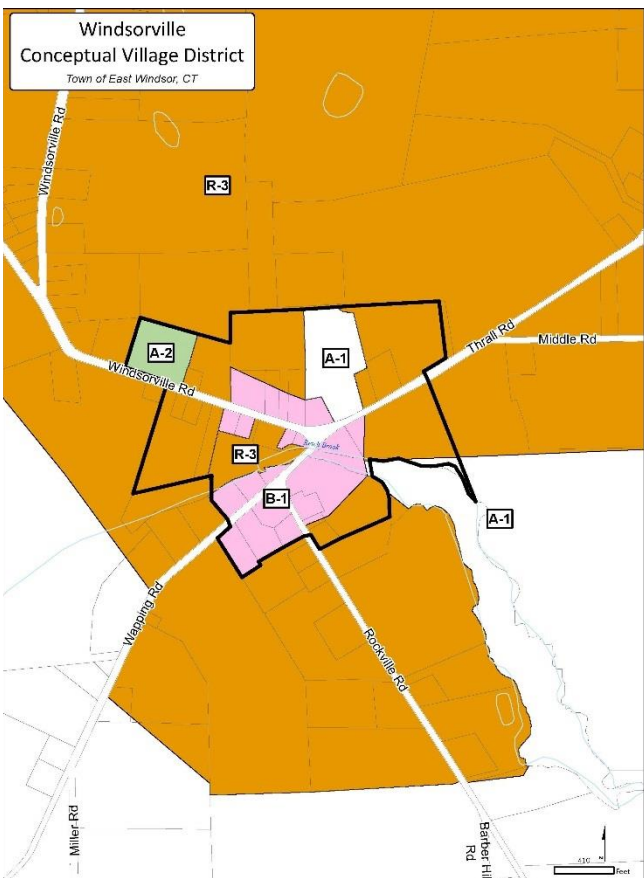 Windsorville
Conceptual Village District
Town of East Windsor, CT
Windsorville Rd
R-3
Thrall Rd
Middle Rd
A-2
A-1
Windsorville Rd
R-3
B-1
A-1
Wapping Rd
Rockville Rd
Miller Rd
Barber Hill
Rd
N
410
Feet